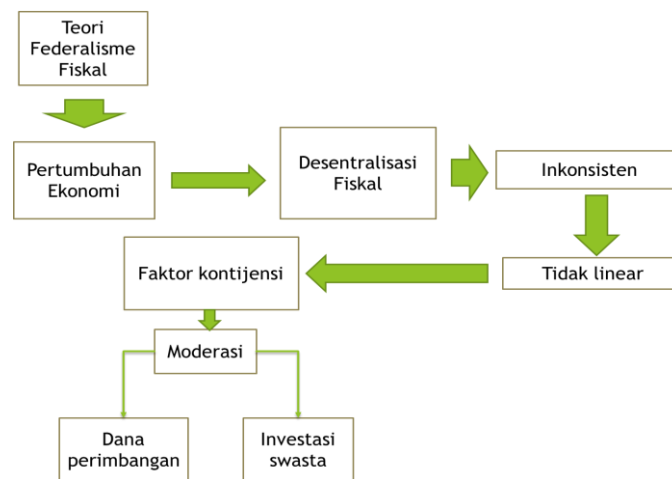 Teori
Federalisme
Fiskal
Pertumbuhan
Ekonomi
Desentralisasi
Fiskal
Inkonsisten
Tidak linear
Faktor kontijensi
Moderasi
Dana
perimbangan
Investasi
swasta